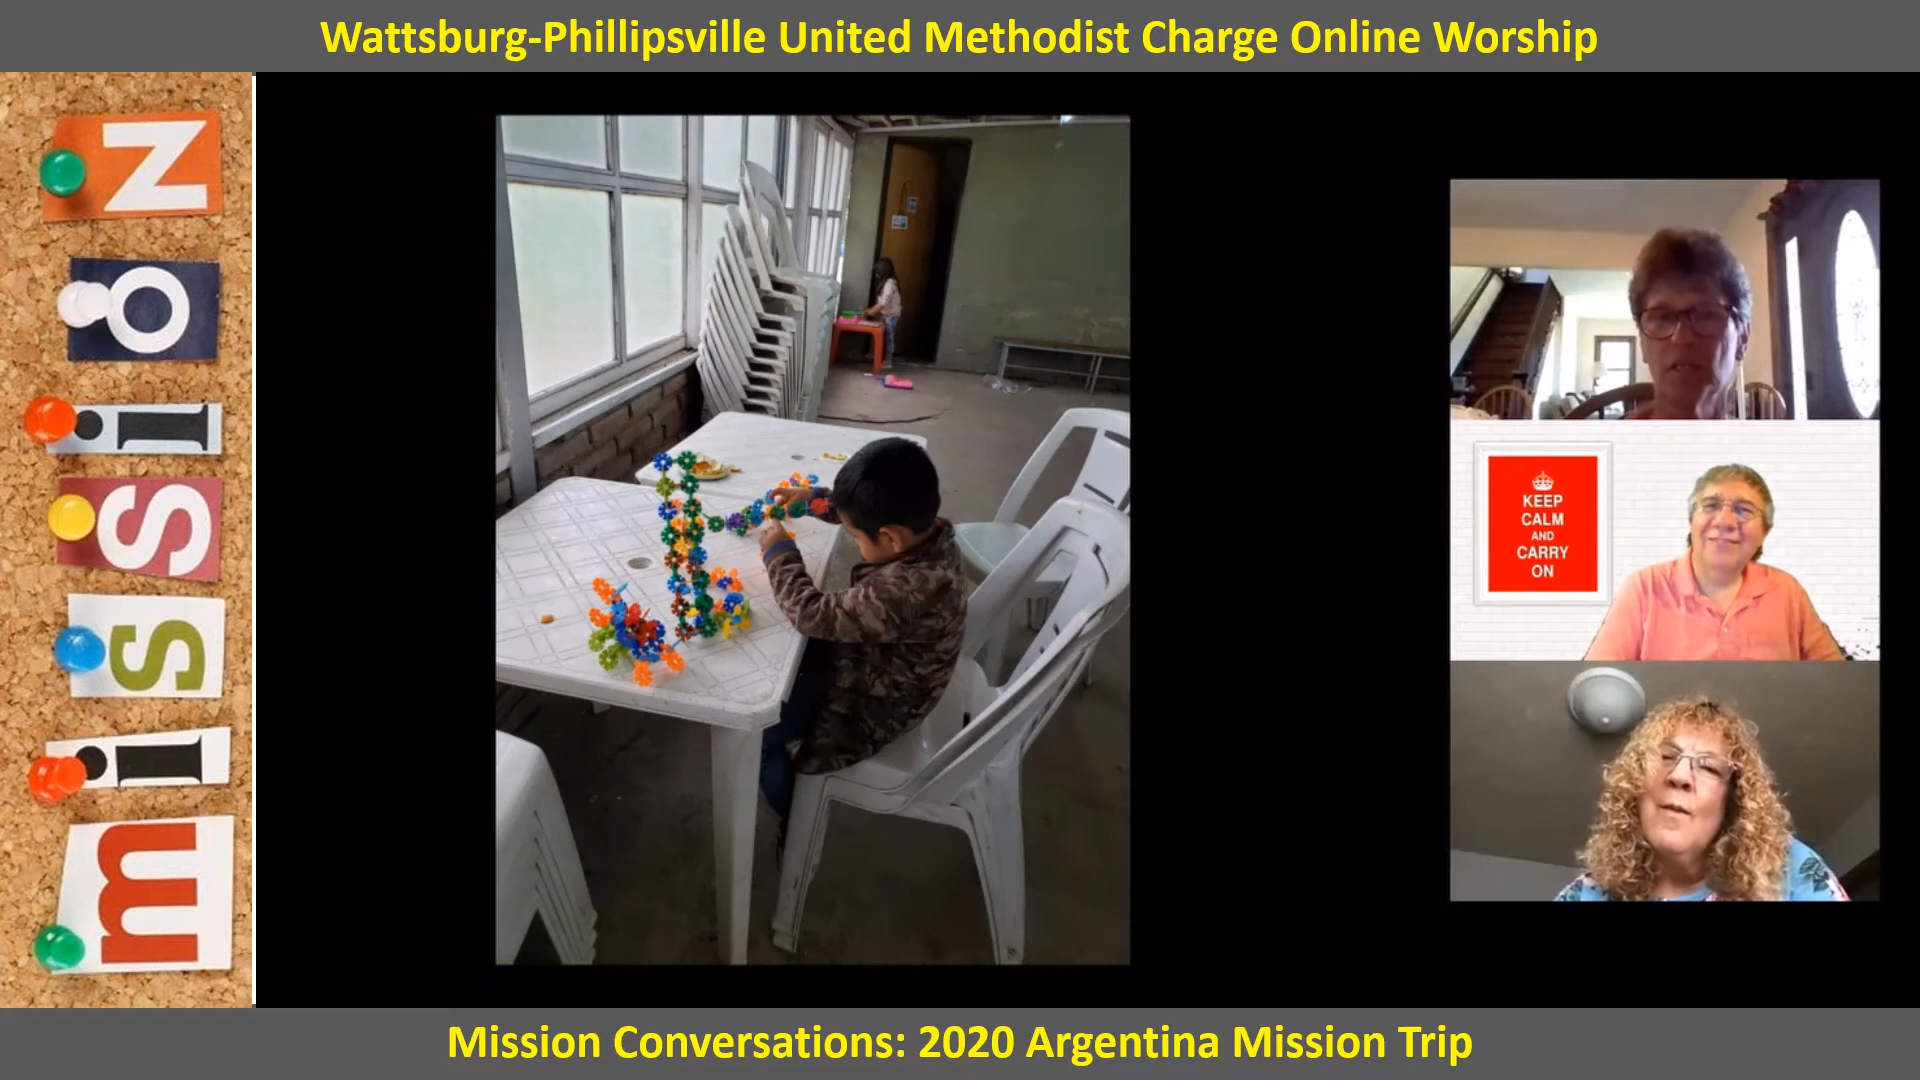 Wattsburg-Phillipsville United Methodist Charge Online Worship
missioN
KEEP
CALM
AND
CARRY
ON
Mission Conversations: 2020 Argentina Mission Trip